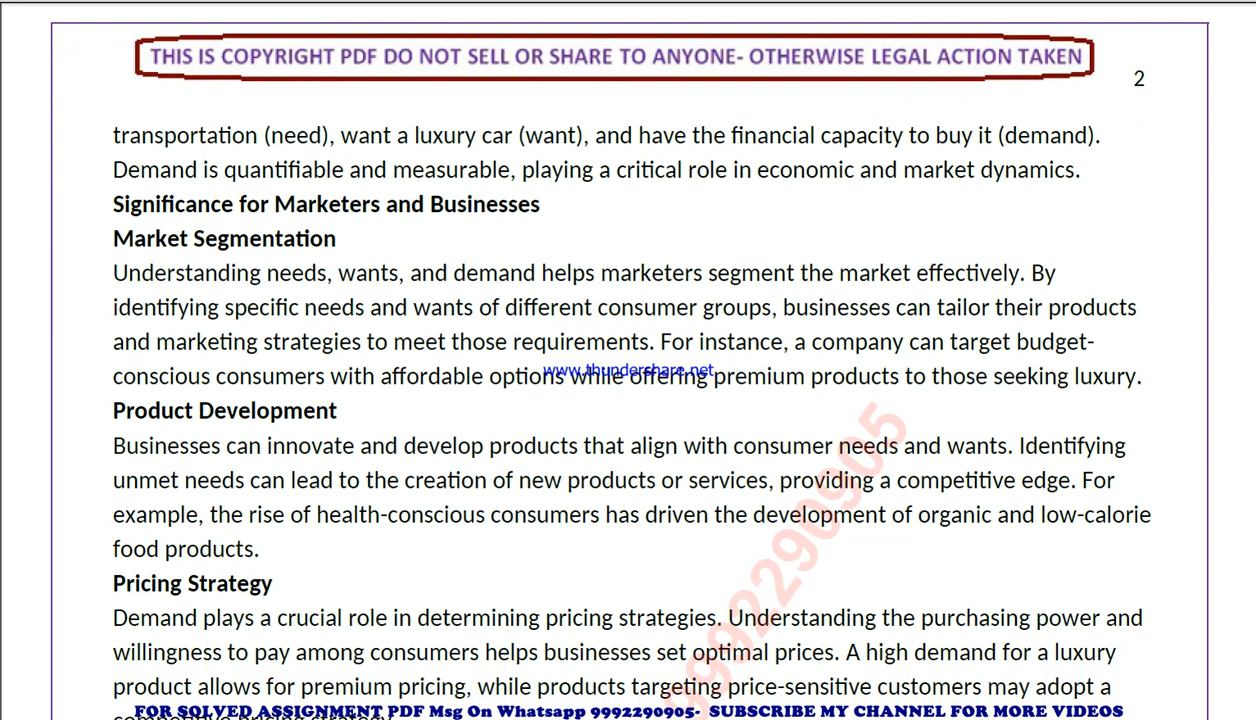 THIS IS COPYRIGHT PDF DO NOT SELL OR SHARE TO ANYONE- OTHERWISE LEGAL ACTION TAKEN
2
transportation (need), want a luxury car (want), and have the financial capacity to buy it (demand).
Demand is quantifiable and measurable, playing a critical role in economic and market dynamics.
Significance for Marketers and Businesses
Market Segmentation
Understanding needs, wants, and demand helps marketers segment the market effectively. By
identifying specific needs and wants of different consumer groups, businesses can tailor their products
and marketing strategies to meet those requirements. For instance, a company can target budget-
www.thundershare.net
conscious consumers with affordable options while offering premium products to those seeking luxury.
Product Development
Businesses can innovate and develop products that align with consumer needs and wants. Identifying
unmet needs can lead to the creation of new products or services, providing a competitive edge. For
example, the rise of health-conscious consumers has driven the development of organic and low-calorie
food products.
Pricing Strategy
Demand plays a crucial role in determining pricing strategies. Understanding the purchasing power and
willingness to pay among consumers helps businesses set optimal prices. A high demand for a luxury
product allows for premium pricing, while products targeting price-sensitive customers may adopt a
competitive pricing strategy.
9992290905
FOR SOLVED ASSIGNMENT PDF Msg On Whatsapp 9992290905- SUBSCRIBE MY CHANNEL FOR MORE VIDEOS